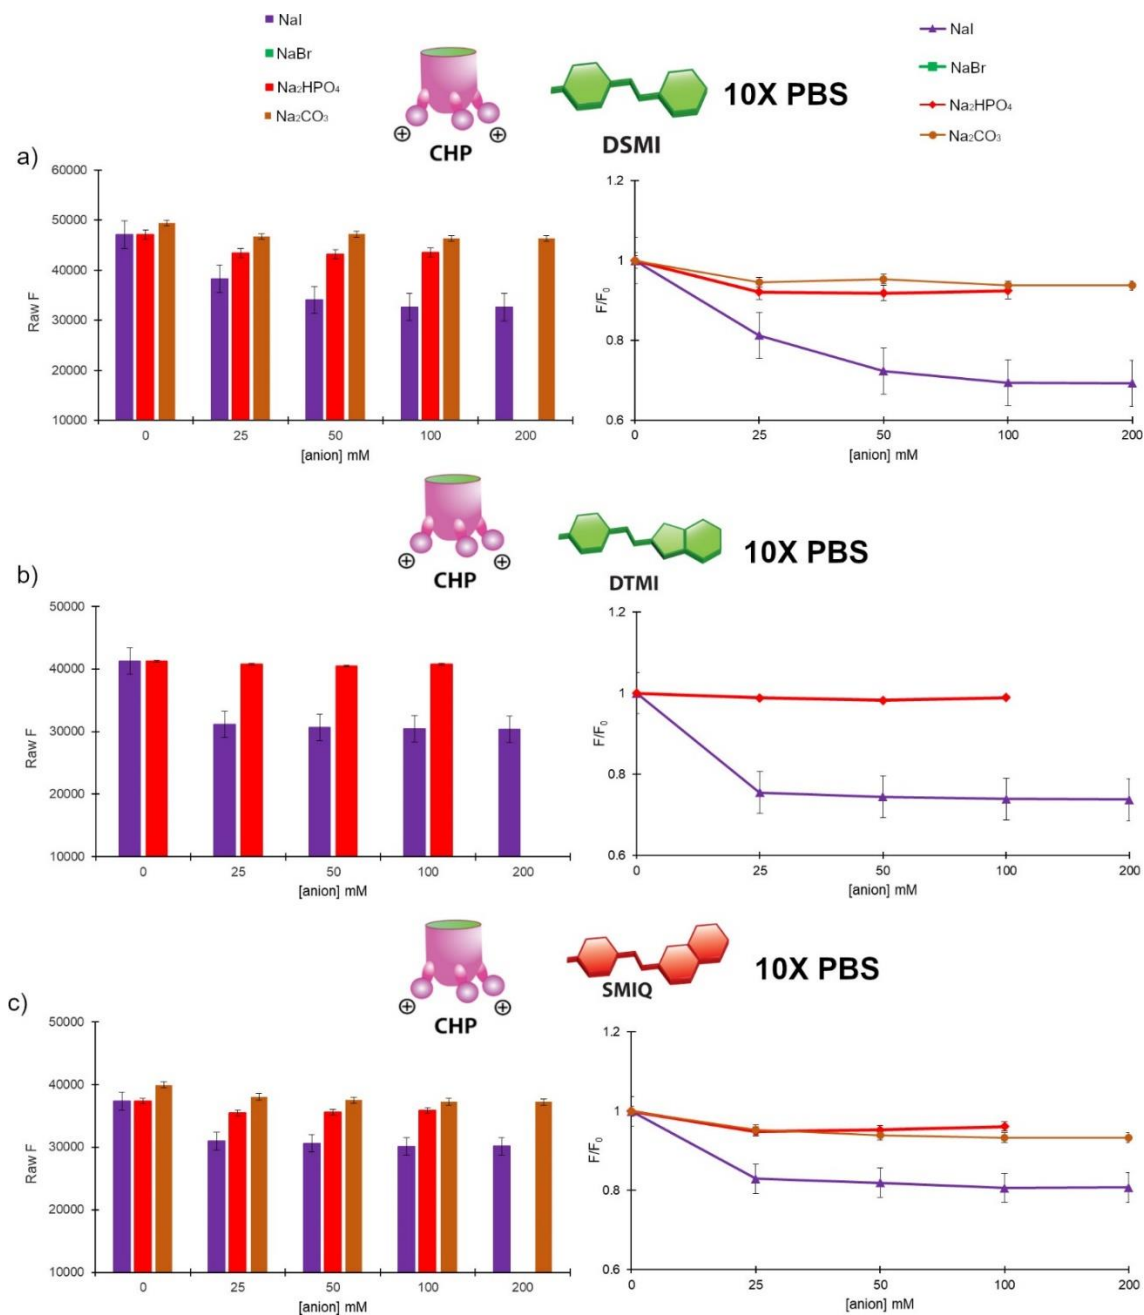 NaI
NaBr
Na₂HPO₄
Na₂CO₃
CHP
DSMI
10X PBS
NaI
NaBr
Na₂HPO₄
Na₂CO₃
a)
60000
50000
40000
30000
20000
10000
Raw F
0 25 50 100 200
[anion] mM
1.2
1
0.8
0.6
F/F₀
0 25 50 100 200
[anion] mM
CHP
DTMI
10X PBS
b)
50000
40000
30000
20000
10000
Raw F
0 25 50 100 200
[anion] mM
1.2
1
0.8
0.6
F/F₀
0 25 50 100 200
[anion] mM
CHP
SMIQ
10X PBS
c)
50000
40000
30000
20000
10000
Raw F
0 25 50 100 200
[anion] mM
1.2
1
0.8
0.6
F/F₀
0 25 50 100 200
[anion] mM